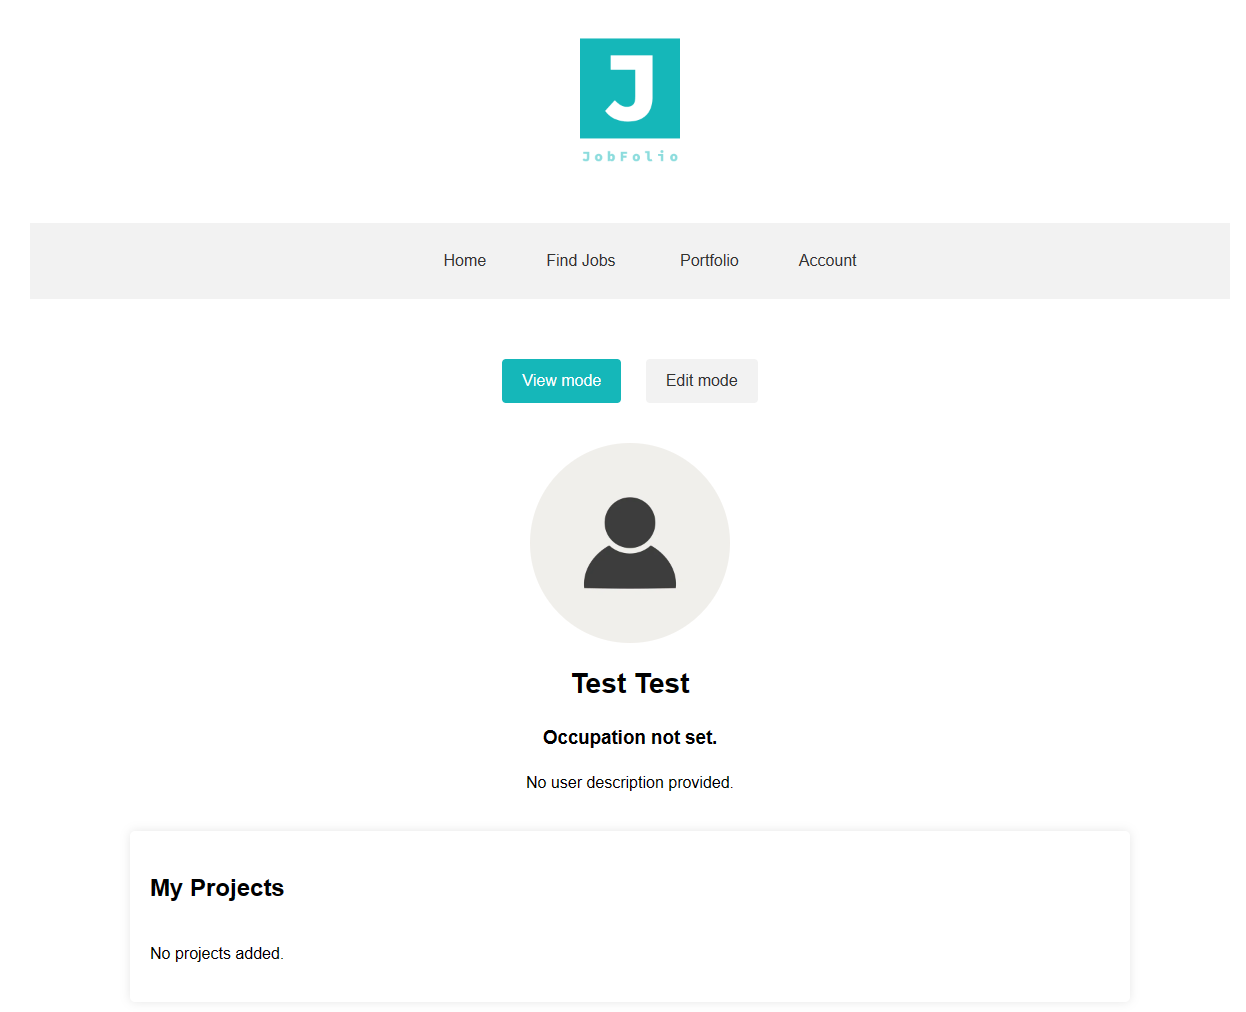 J
JobFolio
Home Find Jobs Portfolio Account
View mode Edit mode
Test Test
Occupation not set.
No user description provided.
My Projects
No projects added.